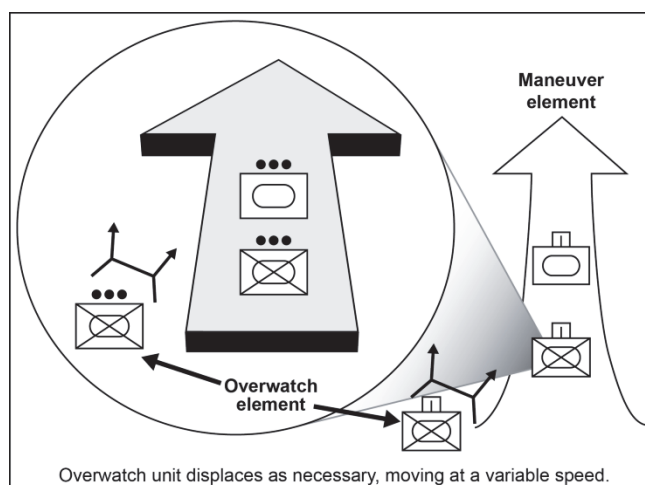 Maneuver
element
Overwatch
element
Overwatch unit displaces as necessary, moving at a variable speed.